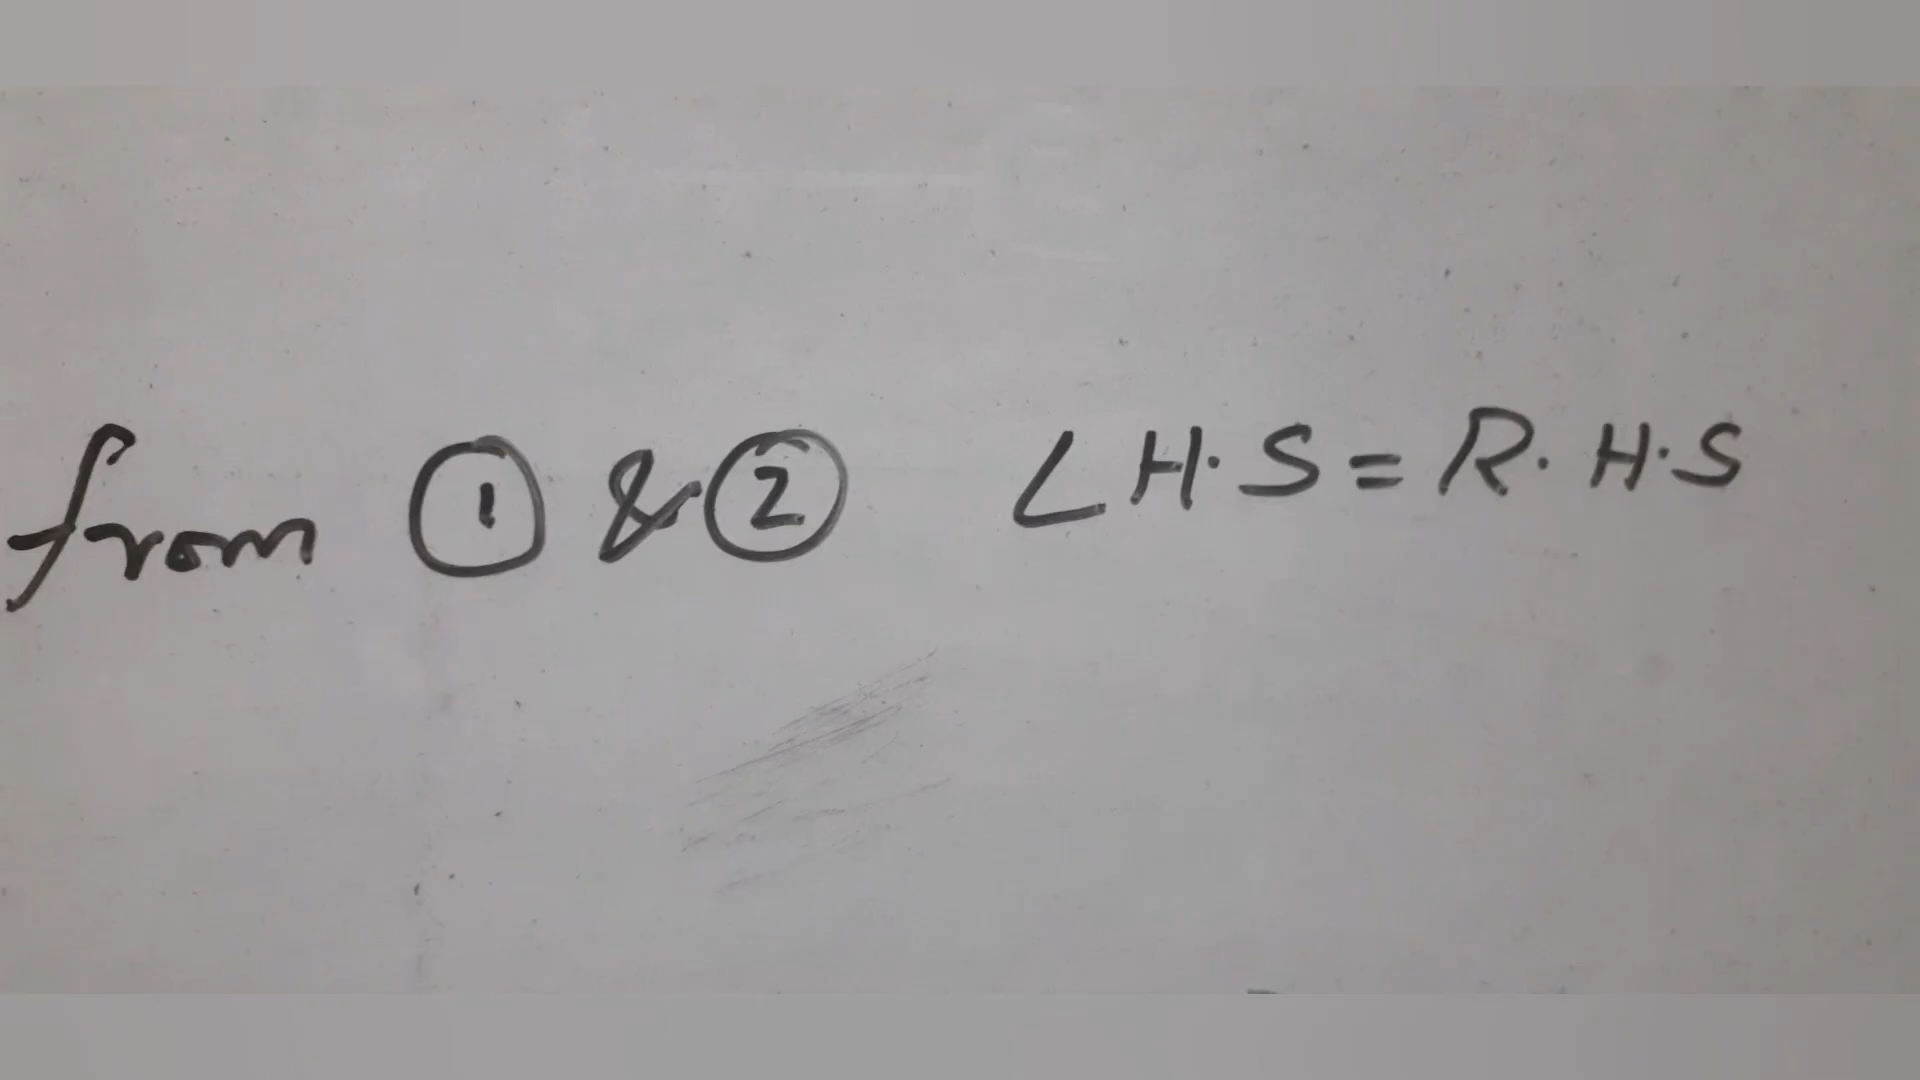 from ① & ② L H·S = R·H·S